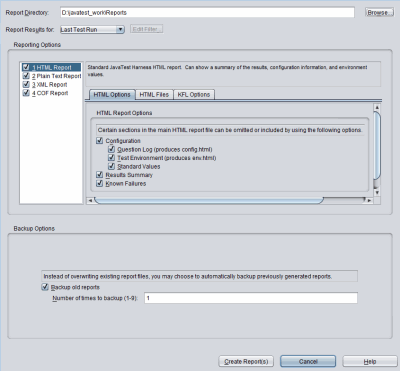 Report Directory: D:\javatest_work\Reports Browse...
Report Results for: Last Test Run Edit Filter...
Reporting Options
1 HTML Report
2 Plain Text Report
3 XML Report
4 COF Report
Standard JavaTest Harness HTML report. Can show a summary of the results, configuration information, and environment
values.
HTML Options HTML Files KFL Options
HTML Report Options
Certain sections in the main HTML report file can be omitted or included by using the following options.
Configuration
Question Log (produces config.html)
Test Environment (produces env.html)
Standard Values
Results Summary
Known Failures
Backup Options
Instead of overwriting existing report files, you may choose to automatically backup previously generated reports.
Backup old reports
Number of times to backup (1-9): 1
Create Report(s) Cancel Help